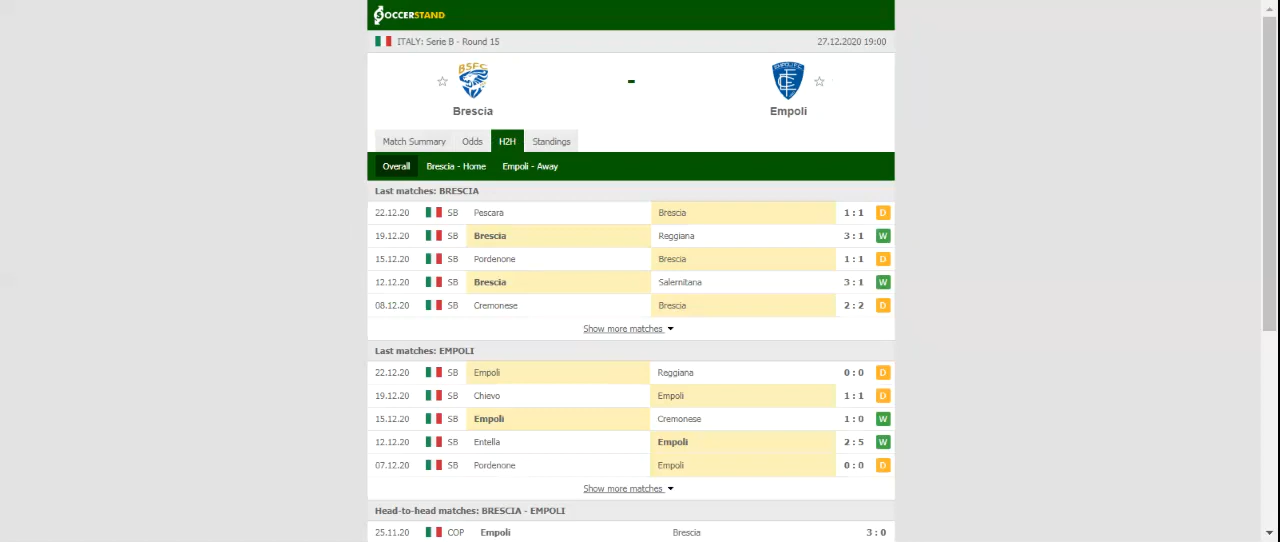 SOCCERSTAND
ITALY: Serie B - Round 15 27.12.2020 19:00
BSFC EMPOLI F.C.
-
Brescia Empoli
Match Summary Odds H2H Standings
Overall Brescia - Home Empoli - Away
Last matches: BRESCIA
22.12.20 SB Pescara Brescia 1 : 1 D
19.12.20 SB Brescia Reggiana 3 : 1 W
15.12.20 SB Pordenone Brescia 1 : 1 D
12.12.20 SB Brescia Salernitana 3 : 1 W
08.12.20 SB Cremonese Brescia 2 : 2 D
Show more matches
Last matches: EMPOLI
22.12.20 SB Empoli Reggiana 0 : 0 D
19.12.20 SB Chievo Empoli 1 : 1 D
15.12.20 SB Empoli Cremonese 1 : 0 W
12.12.20 SB Entella Empoli 2 : 5 W
07.12.20 SB Pordenone Empoli 0 : 0 D
Show more matches
Head-to-head matches: BRESCIA - EMPOLI
25.11.20 COP Empoli Brescia 3 : 0